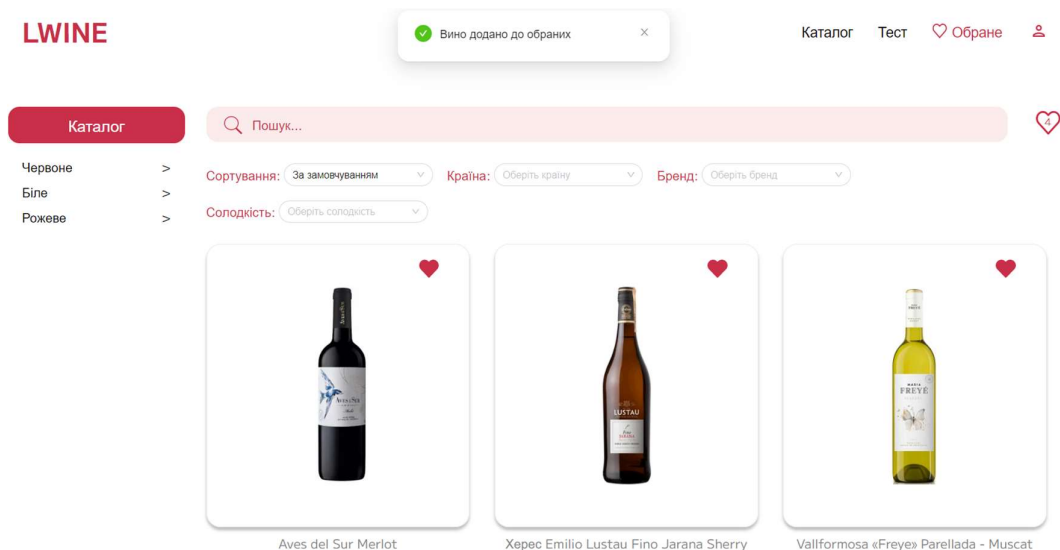 LWINE
Вино додано до обраних
Каталог Тест Обране
Каталог
Пошук...
4
Червоне >
Біле >
Рожеве >
Сортування: За замовчуванням Країна: Оберіть країну Бренд: Оберіть бренд
Солодкість: Оберіть солодкість
LUSTAU
FREYÉ
Aves del Sur Merlot
Херес Emilio Lustau Fino Jarana Sherry
Vallformosa «Freye» Parellada - Muscat